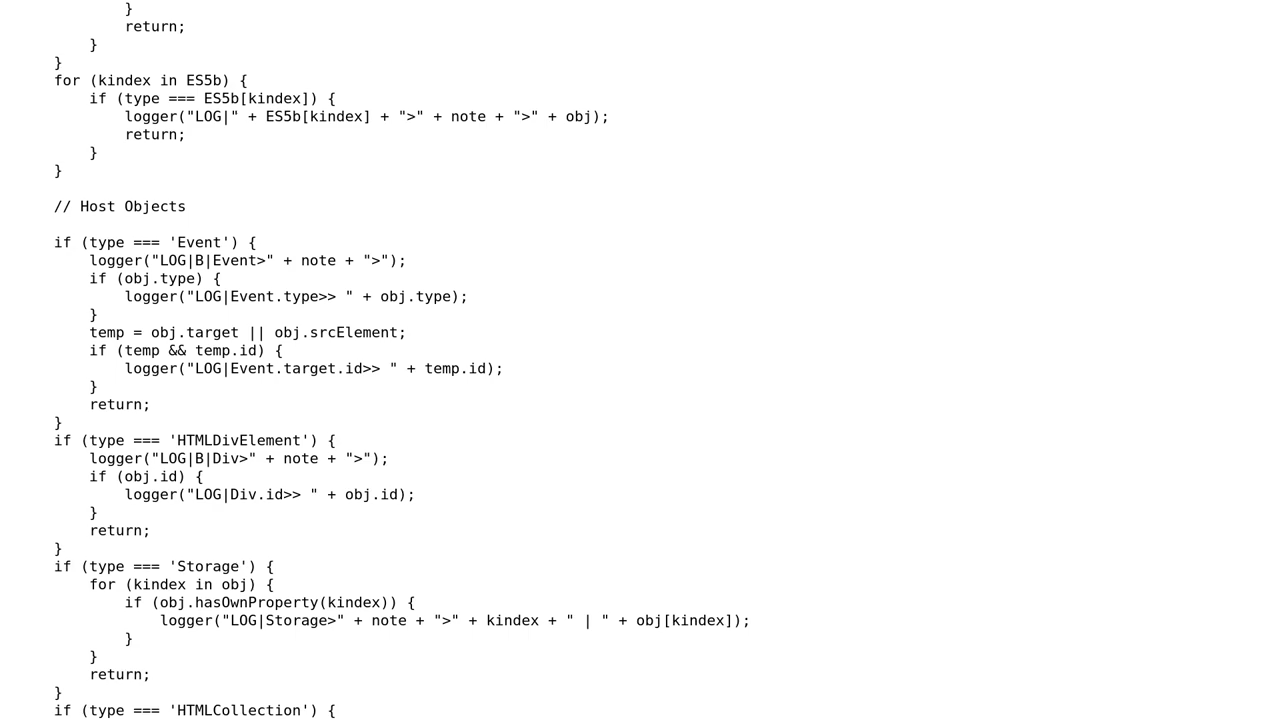 }
        return;
    }
}
for (kindex in ES5b) {
    if (type === ES5b[kindex]) {
        logger("LOG|" + ES5b[kindex] + ">" + note + ">" + obj);
        return;
    }
}

// Host Objects

if (type === 'Event') {
    logger("LOG|B|Event>" + note + ">");
    if (obj.type) {
        logger("LOG|Event.type>> " + obj.type);
    }
    temp = obj.target || obj.srcElement;
    if (temp && temp.id) {
        logger("LOG|Event.target.id>> " + temp.id);
    }
    return;
}
if (type === 'HTMLDivElement') {
    logger("LOG|B|Div>" + note + ">");
    if (obj.id) {
        logger("LOG|Div.id>> " + obj.id);
    }
    return;
}
if (type === 'Storage') {
    for (kindex in obj) {
        if (obj.hasOwnProperty(kindex)) {
            logger("LOG|Storage>" + note + ">" + kindex + " | " + obj[kindex]);
        }
    }
    return;
}
if (type === 'HTMLCollection') {